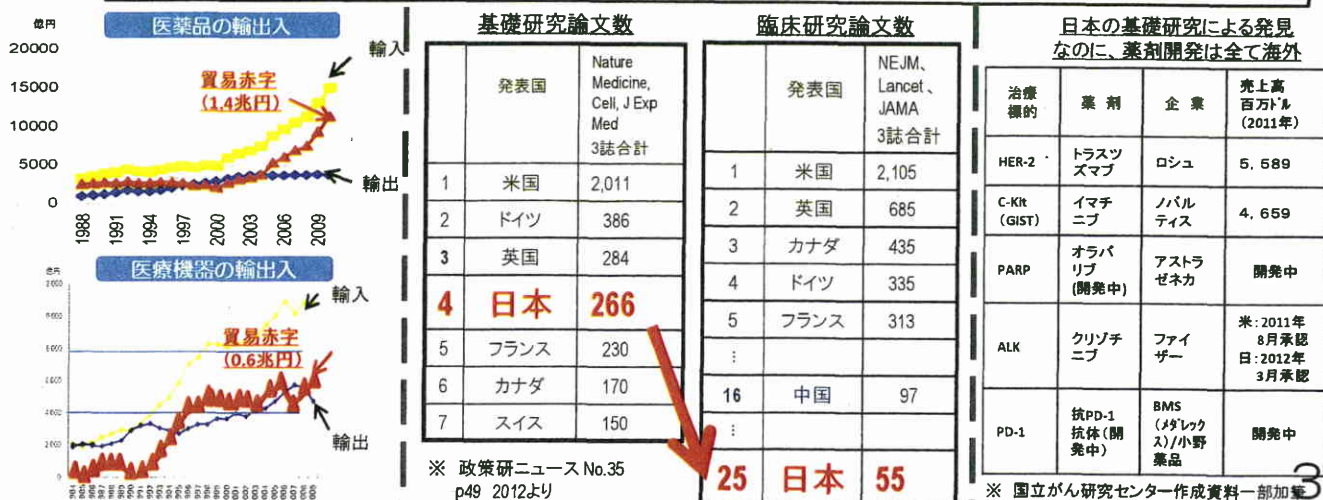 医薬品の輸出入
億円
20000
15000
10000
5000
0
輸入
貿易赤字
(1.4兆円)
輸出
1988
1991
1994
1997
2000
2003
2006
2009
医療機器の輸出入
輸入
貿易赤字
(0.6兆円)
輸出
基礎研究論文数
発表国
Nature
Medicine,
Cell, J Exp
Med
3誌合計
1 米国 2,011
2 ドイツ 386
3 英国 284
4 日本 266
5 フランス 230
6 カナダ 170
7 スイス 150
※ 政策研ニュース No.35
p49 2012より
臨床研究論文数
発表国
NEJM、
Lancet、
JAMA
3誌合計
1 米国 2,105
2 英国 685
3 カナダ 435
4 ドイツ 335
5 フランス 313
⋮
16 中国 97
⋮
25 日本 55
日本の基礎研究による発見
なのに、薬剤開発は全て海外
治療
標的
薬 剤
企 業
売上高
百万ドル
(2011年)
HER-2
トラスツ
ズマブ
ロシュ
5,589
C-Kit
(GIST)
イマチ
ニブ
ノバル
ティス
4,659
PARP
オラパ
リブ
(開発中)
アストラ
ゼネカ
開発中
ALK
クリゾチ
ニブ
ファイ
ザー
米:2011年
8月承認
日:2012年
3月承認
PD-1
抗PD-1
抗体(開
発中)
BMS
(メダレック
ス)/小野
薬品
開発中
※ 国立がん研究センター作成資料一部加筆
3